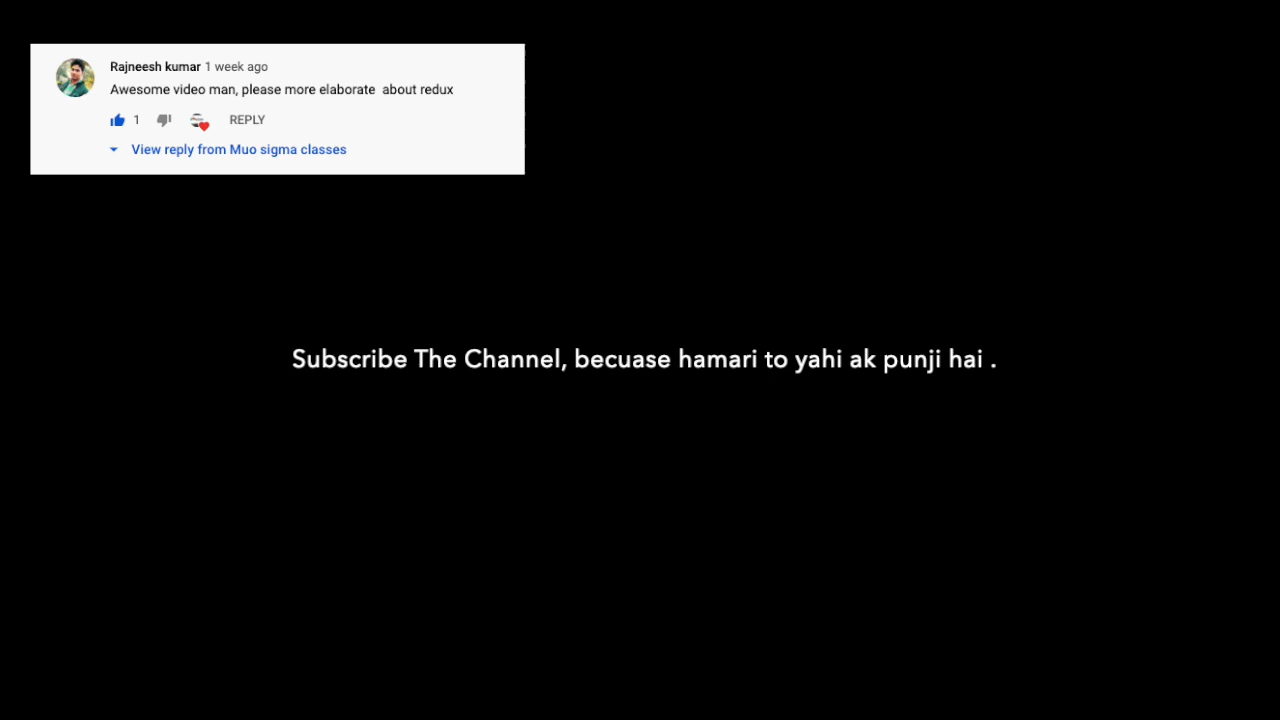 Rajneesh kumar 1 week ago
Awesome video man, please more elaborate about redux
1 REPLY
View reply from Muo sigma classes
Subscribe The Channel, becuase hamari to yahi ak punji hai .